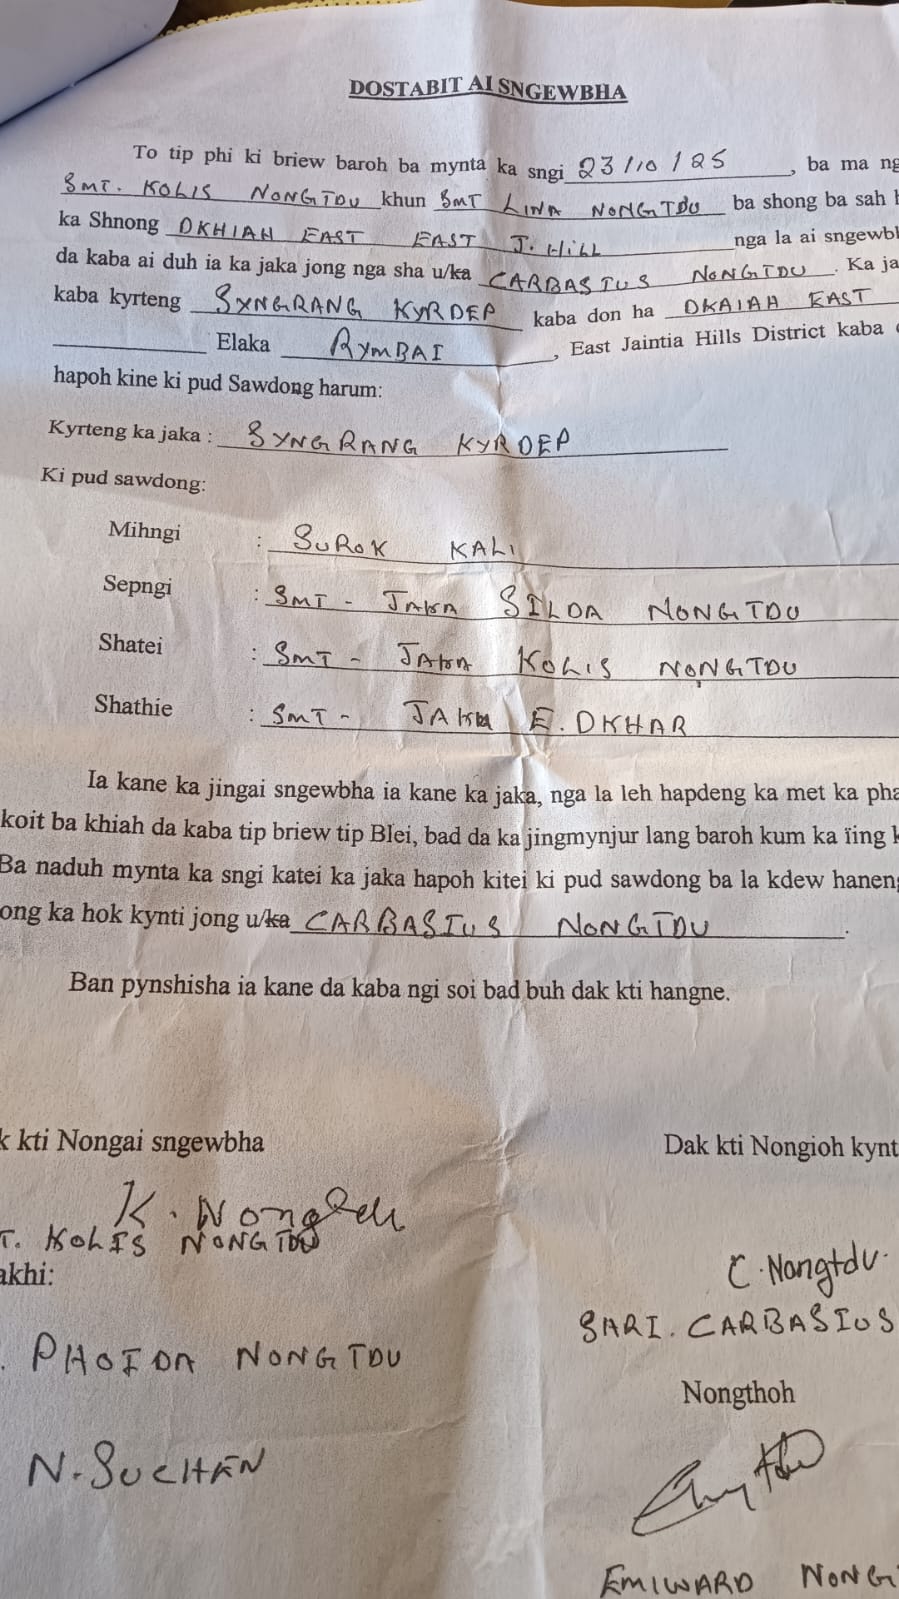 DOSTABIT AI SNGEWBHA
To tip phi ki briew baroh ba mynta ka sngi 23/10/25, ba ma ng
SMT. KOLIS NONGTDU khun SMT LINA NONGTDU ba shong ba sah
ka Shnong DKHIAH EAST EAST J. HILL nga la ai sngewbl
da kaba ai duh ia ka jaka jong nga sha u/ka CARBASIUS NONGTDU. Ka ja
kaba kyrteng SYNGRANG KYRDEP kaba don ha DKAIAH EAST
Elaka RYMBAI, East Jaintia Hills District kaba
hapoh kine ki pud Sawdong harum:
Kyrteng ka jaka : SYNGRANG KYRDEP
Ki pud sawdong:
Mihngi : SUROK KALI
Sepngi : SMT - JAKA SILDA NONGTDU
Shatei : SMT - JAKA KOLIS NONGTDU
Shathie : SMT - JAKA E. DKHAR
Ia kane ka jingai sngewbha ia kane ka jaka, nga la leh hapdeng ka met ka pha
koit ba khiah da kaba tip briew tip Blei, bad da ka jingmynjur lang baroh kum ka ïing k
Ba naduh mynta ka sngi katei ka jaka hapoh kitei ki pud sawdong ba la kdew haneng
ong ka hok kynti jong u/ka CARBASIUS NONGTDU.
Ban pynshisha ia kane da kaba ngi soi bad buh dak kti hangne.
k kti Nongai sngewbha
Dak kti Nongioh kynt
K. Nongtdu
T. KOLIS NONGTDU
akhi:
C. Nongtdu.
SARI. CARBASIUS
. PHOIDA NONGTDU
Nongthoh
N. SUCHEN
EMIWARD NONG